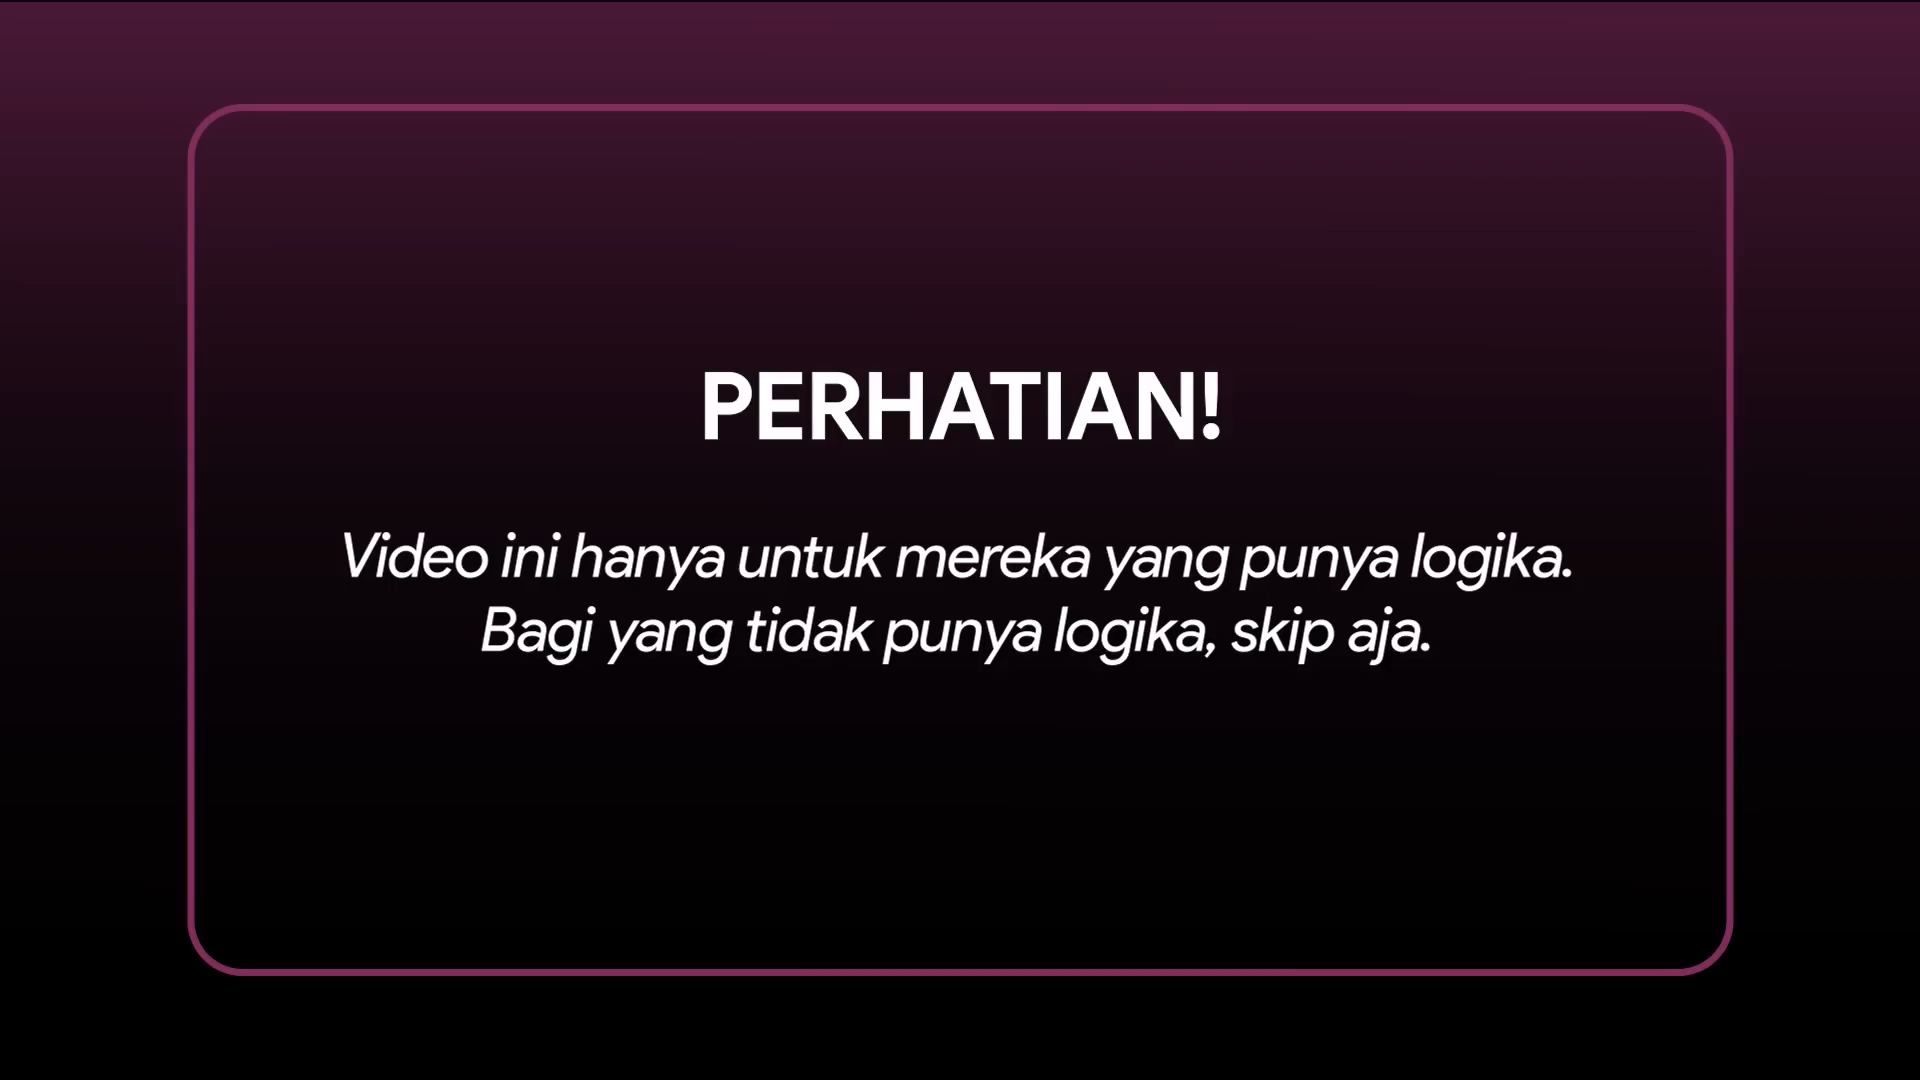 PERHATIAN!
Video ini hanya untuk mereka yang punya logika.
Bagi yang tidak punya logika, skip aja.